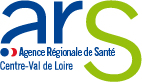 ars
Agence Régionale de Santé
Centre-Val de Loire